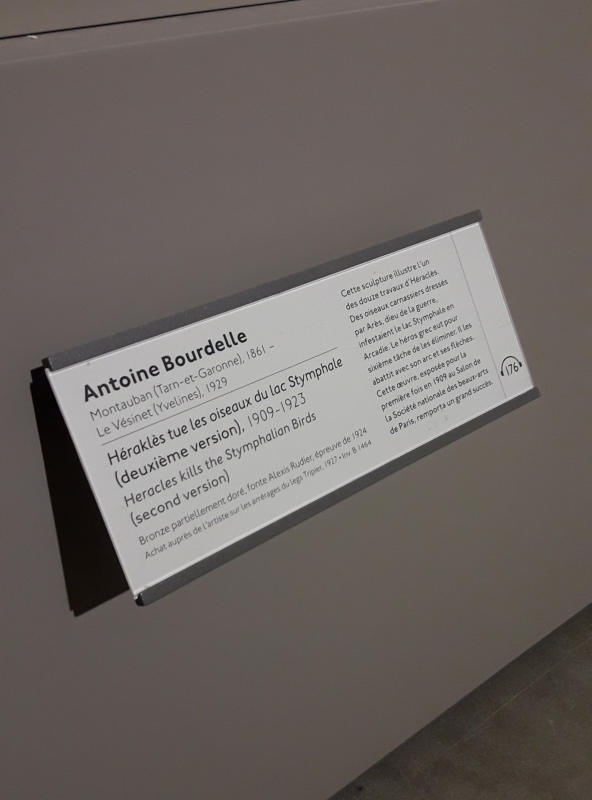 Antoine Bourdelle
Montauban (Tarn-et-Garonne), 1861 –
Le Vésinet (Yvelines), 1929
Héraklès tue les oiseaux du lac Stymphale
(deuxième version), 1909-1923
Heracles kills the Stymphalian Birds
(second version)
Bronze partiellement doré, fonte Alexis Rudier, épreuve de 1924
Achat auprès de l'artiste sur les arrérages du legs Tripier, 1927 • Inv. B 1464
Cette sculpture illustre l'un
des douze travaux d'Héraclès.
Des oiseaux carnassiers dressés
par Arès, dieu de la guerre,
infestaient le lac Stymphale en
Arcadie. Le héros grec eut pour
sixième tâche de les éliminer. Il les
abattit avec son arc et ses flèches.
Cette œuvre, exposée pour la
première fois en 1909 au Salon de
la Société nationale des beaux-arts
de Paris, remporta un grand succès.
176